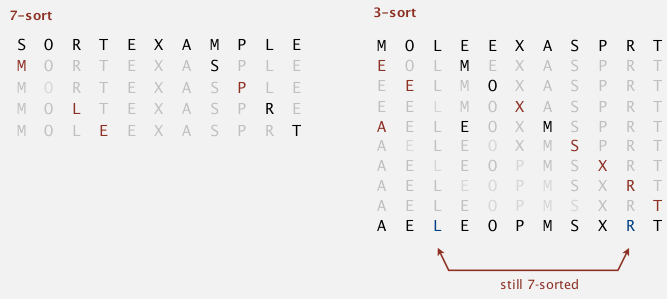 7-sort
S O R T E X A M P L E
M O R T E X A S P L E
M O R T E X A S P L E
M O L T E X A S P R E
M O L E E X A S P R T
3-sort
M O L E E X A S P R T
E O L M E X A S P R T
E E L M O X A S P R T
E E L M O X A S P R T
A E L E O X M S P R T
A E L E O X M S P R T
A E L E O P M S X R T
A E L E O P M S X R T
A E L E O P M S X R T
A E L E O P M S X R T
still 7-sorted